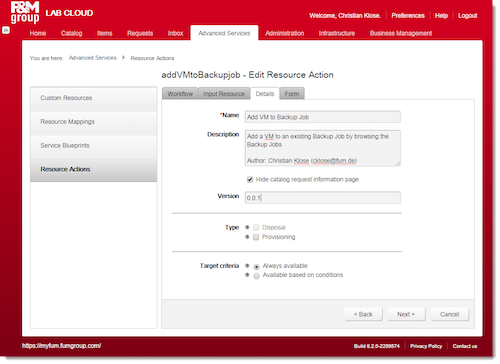 F&M
group
LAB CLOUD
Welcome, Christian Klose. Preferences Help Logout
Home Catalog Items Requests Inbox Advanced Services Administration Infrastructure Business Management
You are here: Advanced Services Resource Actions
addVMtoBackupjob - Edit Resource Action
Custom Resources
Resource Mappings
Service Blueprints
Resource Actions
Workflow Input Resource Details Form
*Name Add VM to Backup Job
Description Add a VM to an existing Backup Job by browsing the
Backup Jobs
Author: Christian Klose (cklose@fum.de)
Hide catalog request information page
Version 0.0.1
Type Disposal
Provisioning
Target criteria Always available
Available based on conditions
< Back Next > Cancel
https://myfum.fumgroup.com/
Build 6.2.0-2299574 Privacy Policy Contact us